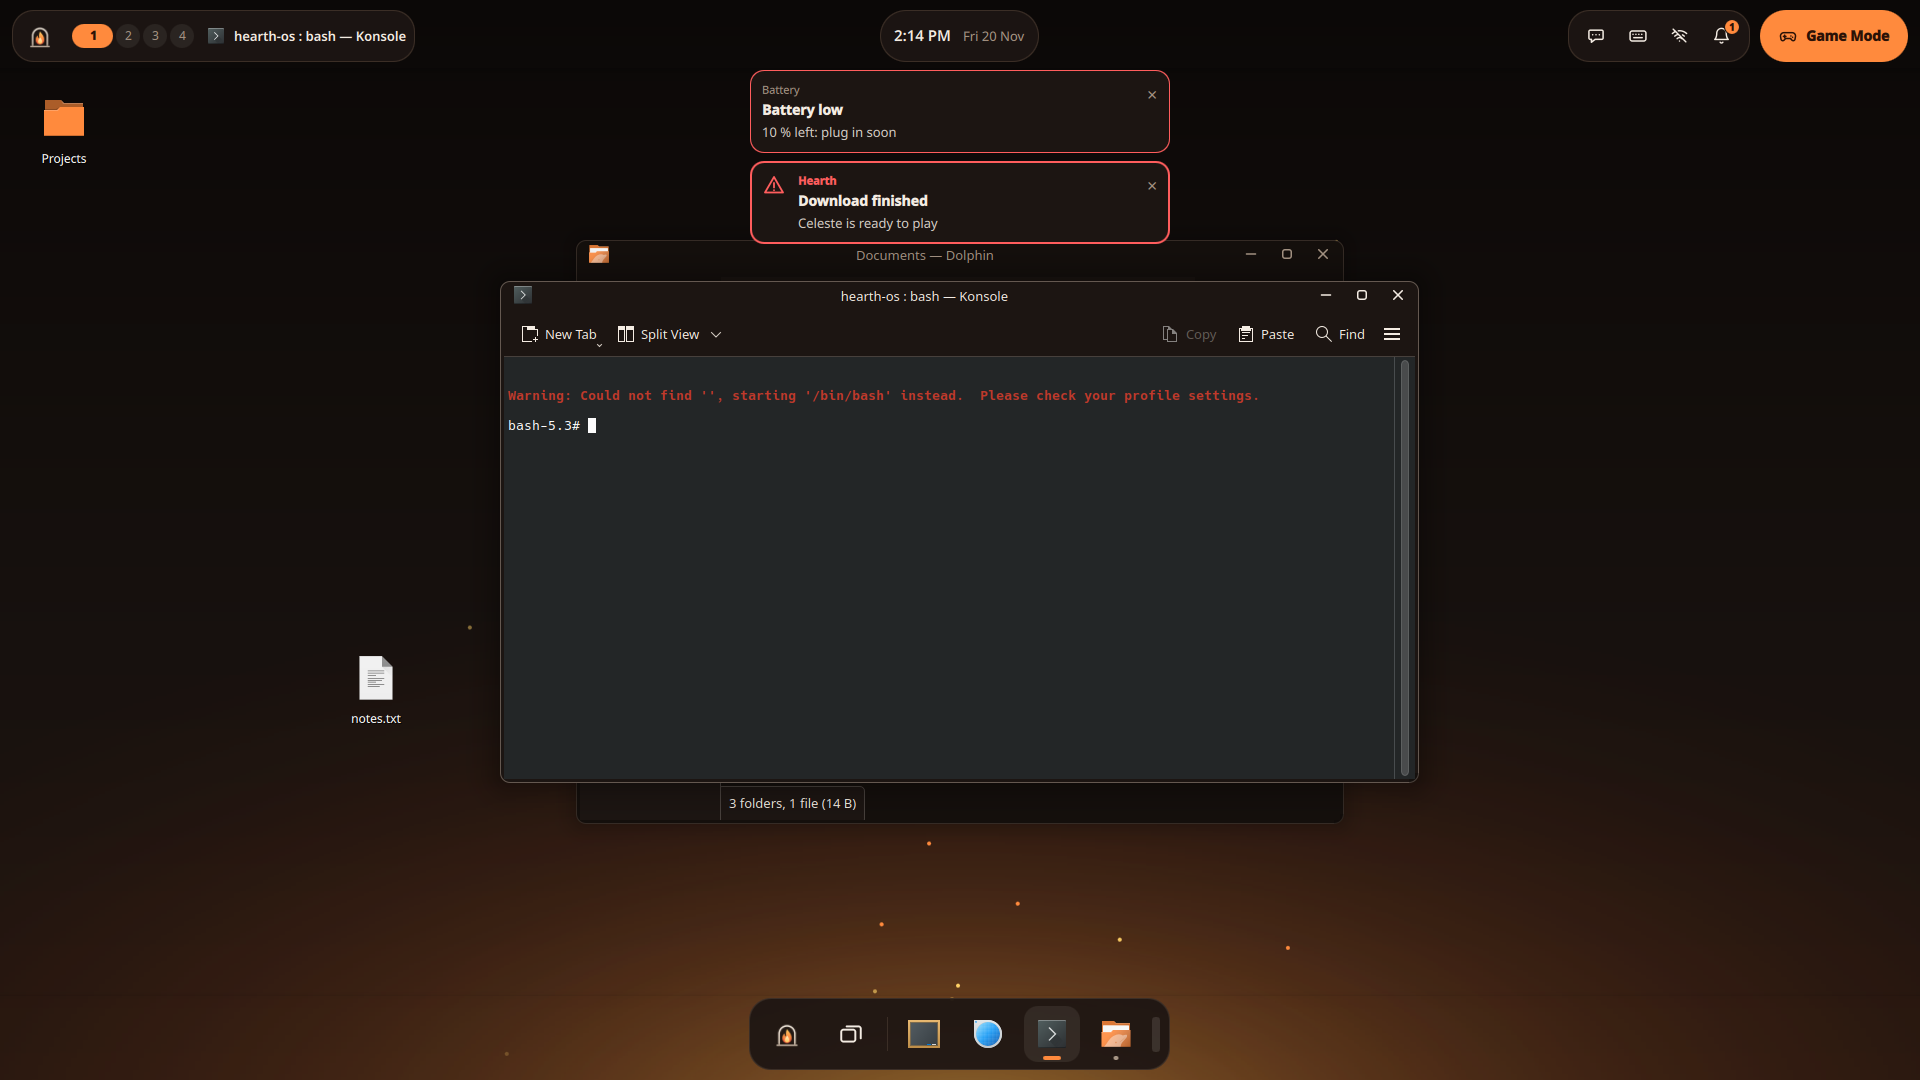 1 2 3 4 hearth-os : bash — Konsole
2:14 PM Fri 20 Nov
1
Game Mode
Projects
Battery
Battery low
10 % left: plug in soon
Hearth
Download finished
Celeste is ready to play
Documents — Dolphin
hearth-os : bash — Konsole
New Tab Split View Copy Paste Find
Warning: Could not find '', starting '/bin/bash' instead.  Please check your profile settings.
bash-5.3#
notes.txt
3 folders, 1 file (14 B)